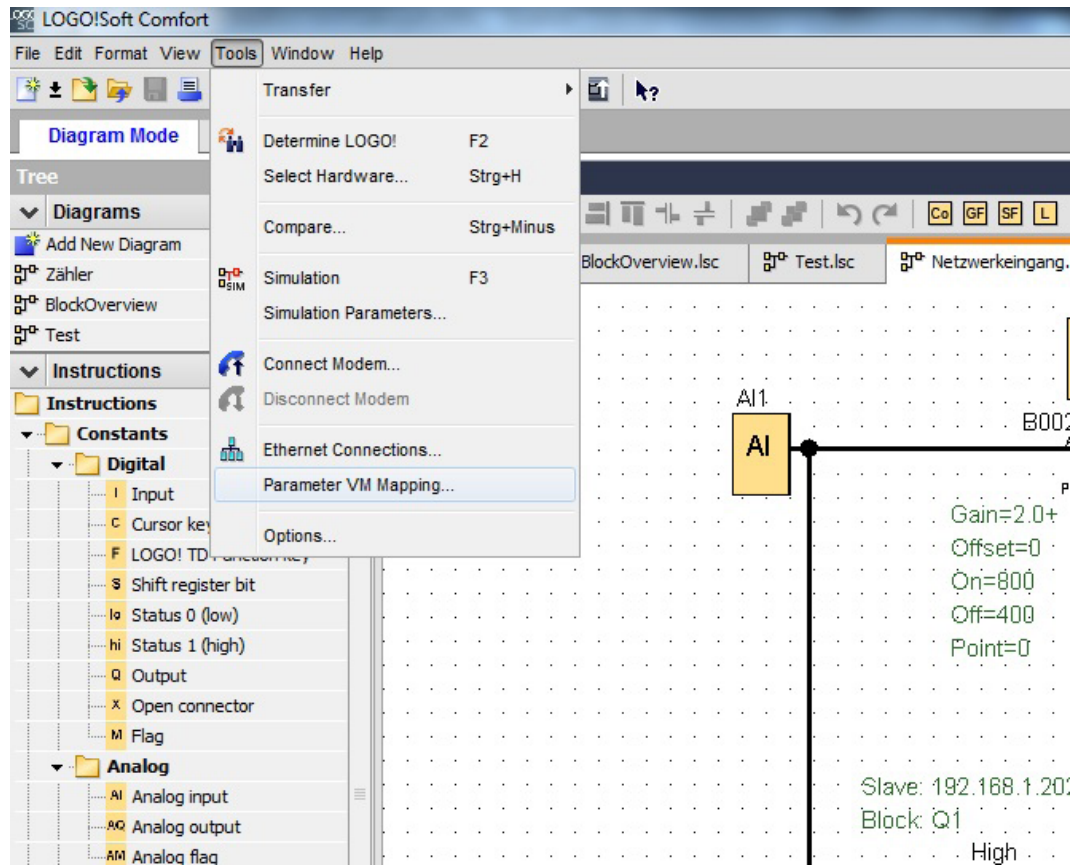 LOGO!Soft Comfort
File Edit Format View Tools Window Help
Transfer
Determine LOGO! F2
Select Hardware... Strg+H
Compare... Strg+Minus
Simulation F3
Simulation Parameters...
Connect Modem...
Disconnect Modem
Ethernet Connections...
Parameter VM Mapping...
Options...
Diagram Mode
Tree
Diagrams
Add New Diagram
Zähler
BlockOverview
Test
Instructions
Instructions
Constants
Digital
I Input
C Cursor key
F LOGO! TD Function key
S Shift register bit
lo Status 0 (low)
hi Status 1 (high)
Q Output
X Open connector
M Flag
Analog
AI Analog input
AQ Analog output
AM Analog flag
Co GF SF L
BlockOverview.lsc Test.lsc Netzwerkeingang.
AI1
AI
B002
Gain=2.0+
Offset=0
On=800
Off=400
Point=0
Slave: 192.168.1.202
Block: Q1
High